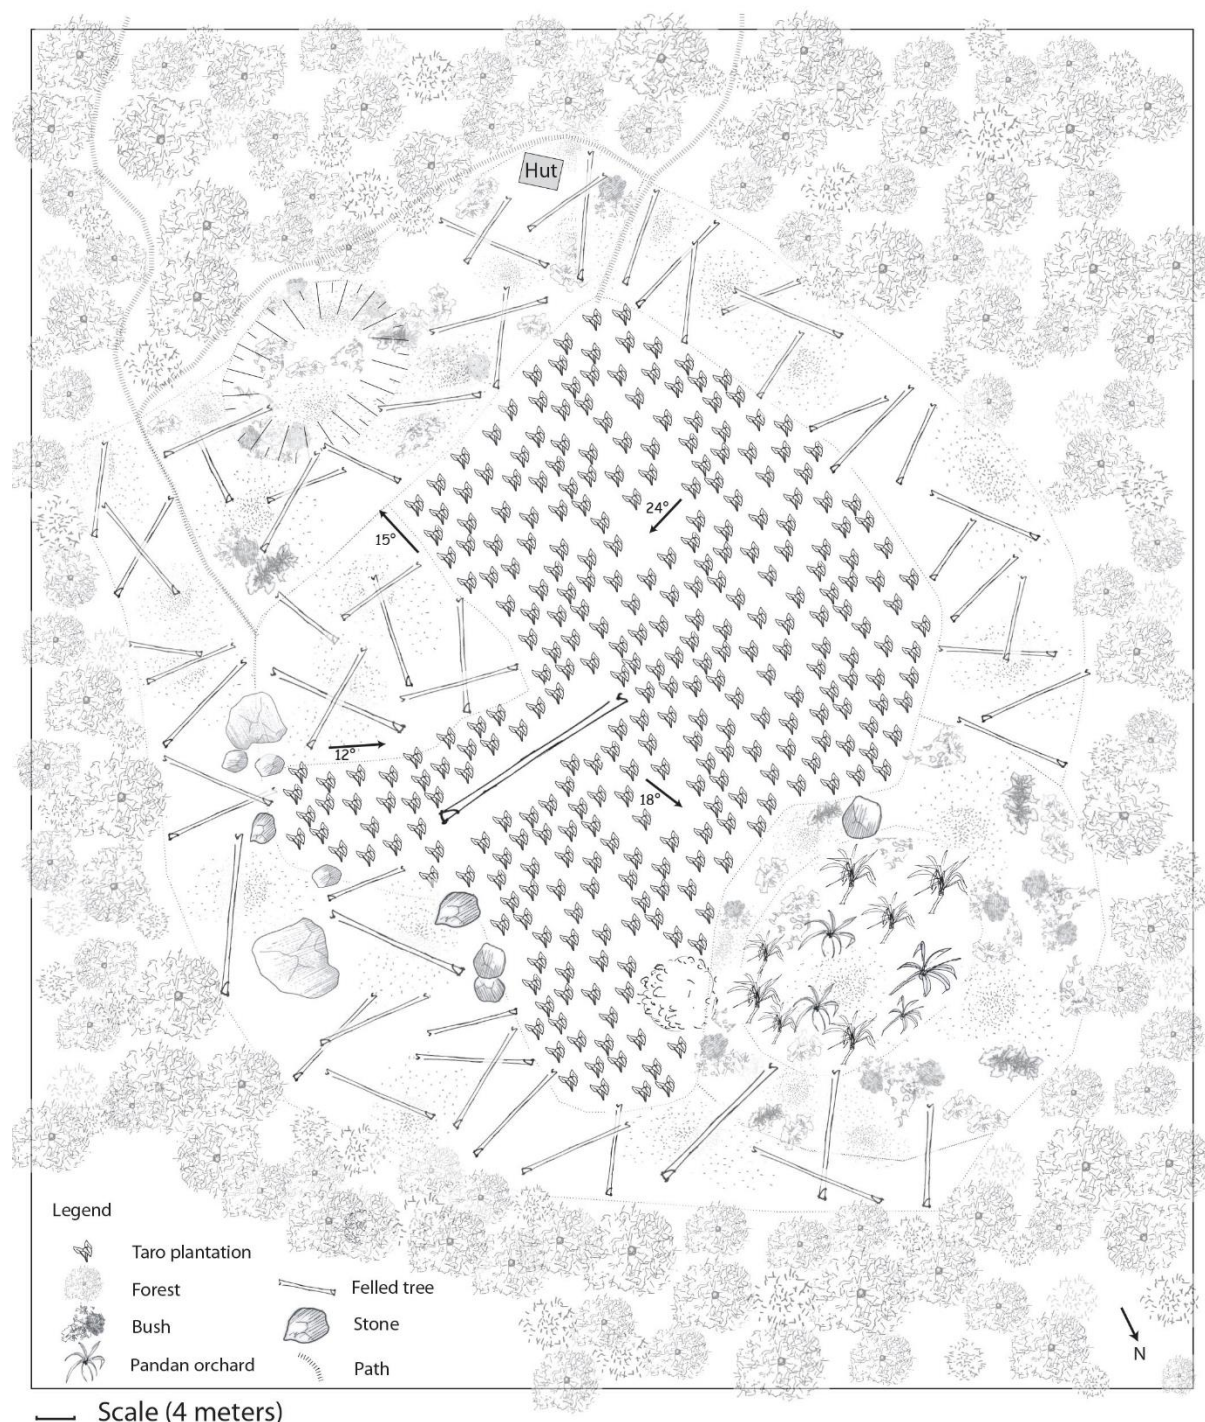 Hut
24°
15°
12°
18°
Legend
Taro plantation
Forest
Felled tree
Bush
Stone
Pandan orchard
Path
N
Scale (4 meters)